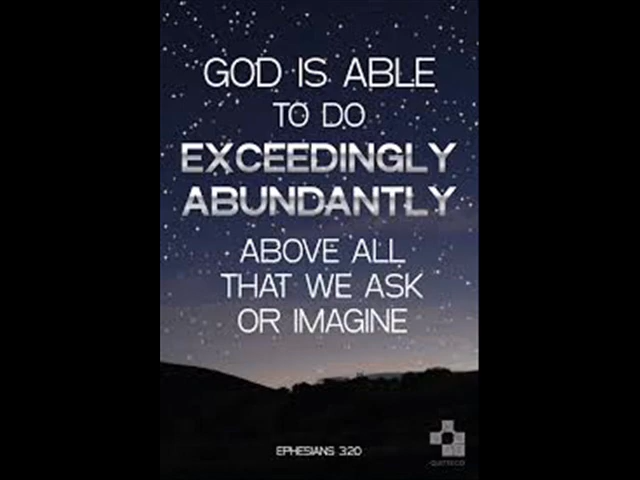 GOD IS ABLE
TO DO
EXCEEDINGLY
ABUNDANTLY
ABOVE ALL
THAT WE ASK
OR IMAGINE
EPHESIANS 3:20